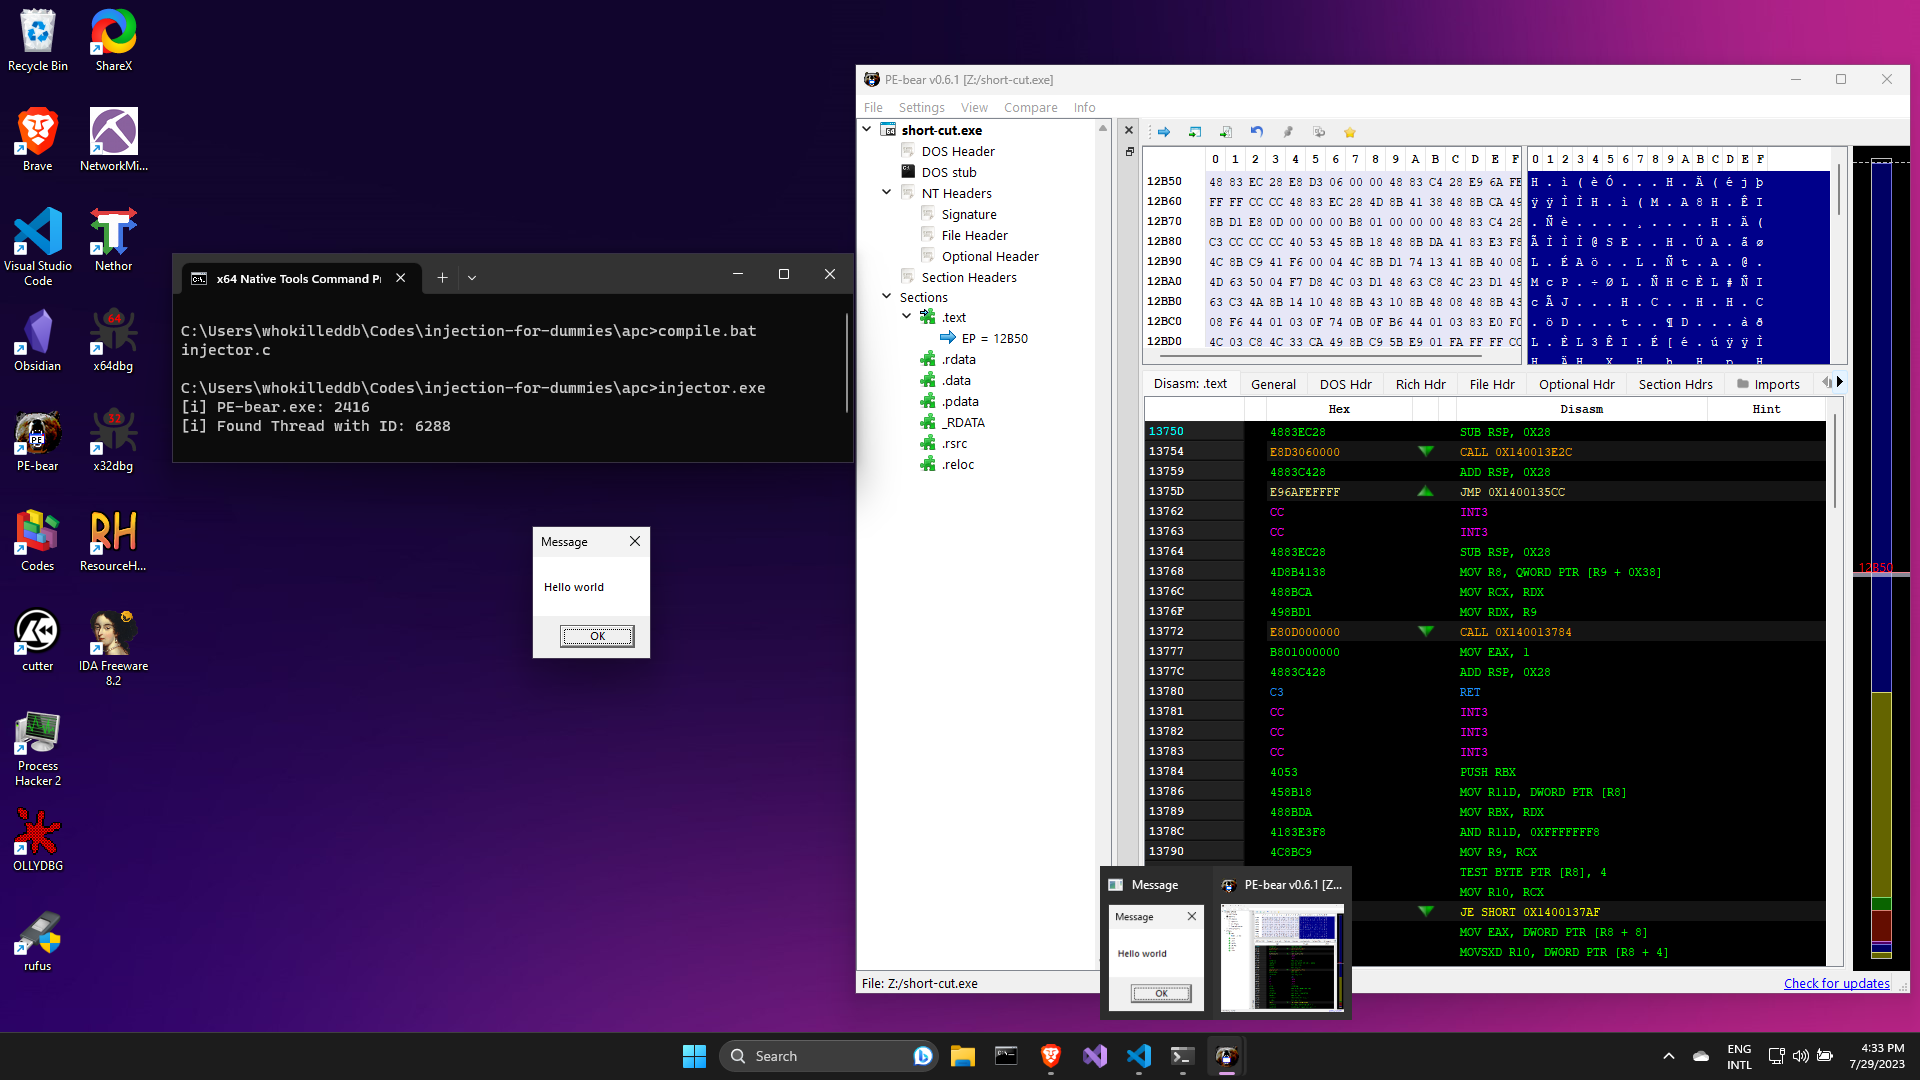 Recycle Bin
ShareX
Brave
NetworkMi...
Visual Studio
Code
Nethor
Obsidian
64
x64dbg
PE
PE-bear
32
x32dbg
Codes
RH
ResourceH...
cutter
IDA Freeware
8.2
Process
Hacker 2
OLLYDBG
rufus
x64 Native Tools Command P
C:\Users\whokilleddb\Codes\injection-for-dummies\apc>compile.bat
injector.c
C:\Users\whokilleddb\Codes\injection-for-dummies\apc>injector.exe
[i] PE-bear.exe: 2416
[i] Found Thread with ID: 6288
Message
Hello world
OK
PE-bear v0.6.1 [Z:/short-cut.exe]
File Settings View Compare Info
short-cut.exe
DOS Header
DOS stub
NT Headers
Signature
File Header
Optional Header
Section Headers
Sections
.text
EP = 12B50
.rdata
.data
.pdata
_RDATA
.rsrc
.reloc
0 1 2 3 4 5 6 7 8 9 A B C D E F
12B50 48 83 EC 28 E8 D3 06 00 00 48 83 C4 28 E9 6A FE
12B60 FF FF CC CC 48 83 EC 28 4D 8B 41 38 48 8B CA 49
12B70 8B D1 E8 0D 00 00 00 B8 01 00 00 00 48 83 C4 28
12B80 C3 CC CC CC 40 53 45 8B 18 48 8B DA 41 83 E3 F8
12B90 4C 8B C9 41 F6 00 04 4C 8B D1 74 13 41 8B 40 08
12BA0 4D 63 50 04 F7 D8 4C 03 D1 48 63 C8 4C 23 D1 49
12BB0 63 C3 4A 8B 14 10 48 8B 43 10 8B 48 08 48 8B 43
12BC0 08 F6 44 01 03 0F 74 0B 0F B6 44 01 03 83 E0 F0
12BD0 4C 03 C8 4C 33 CA 49 8B C9 5B E9 01 FA FF FF CC
0 1 2 3 4 5 6 7 8 9 A B C D E F
H . ì ( è Ó . . . H . Ä ( é j þ
ÿ ÿ Ì Ì H . ì ( M . A 8 H . Ê I
. Ñ è . . . . ¸ . . . . H . Ä (
Ã Ì Ì Ì @ S E . . H . Ú A . ã ø
L . É A ö . . L . Ñ t . A . @ .
M c P . ÷ Ø L . Ñ H c È L # Ñ I
c Ã J . . . H . C . . H . H . C
. ö D . . . t . . ¶ D . . . à ð
L . È L 3 Ê I . É [ é . ú ÿ ÿ Ì
Disasm: .text General DOS Hdr Rich Hdr File Hdr Optional Hdr Section Hdrs Imports
Hex Disasm Hint
13750 4883EC28 SUB RSP, 0X28
13754 E8D3060000 CALL 0X140013E2C
13759 4883C428 ADD RSP, 0X28
1375D E96AFEFFFF JMP 0X1400135CC
13762 CC INT3
13763 CC INT3
13764 4883EC28 SUB RSP, 0X28
13768 4D8B4138 MOV R8, QWORD PTR [R9 + 0X38]
1376C 488BCA MOV RCX, RDX
1376F 498BD1 MOV RDX, R9
13772 E80D000000 CALL 0X140013784
13777 B801000000 MOV EAX, 1
1377C 4883C428 ADD RSP, 0X28
13780 C3 RET
13781 CC INT3
13782 CC INT3
13783 CC INT3
13784 4053 PUSH RBX
13786 458B18 MOV R11D, DWORD PTR [R8]
13789 488BDA MOV RBX, RDX
1378C 4183E3F8 AND R11D, 0XFFFFFFF8
13790 4C8BC9 MOV R9, RCX
TEST BYTE PTR [R8], 4
MOV R10, RCX
JE SHORT 0X1400137AF
MOV EAX, DWORD PTR [R8 + 8]
MOVSXD R10, DWORD PTR [R8 + 4]
12B50
File: Z:/short-cut.exe
Check for updates
Message
PE-bear v0.6.1 [Z...
Message
Hello world
OK
Search
ENG
INTL
4:33 PM
7/29/2023